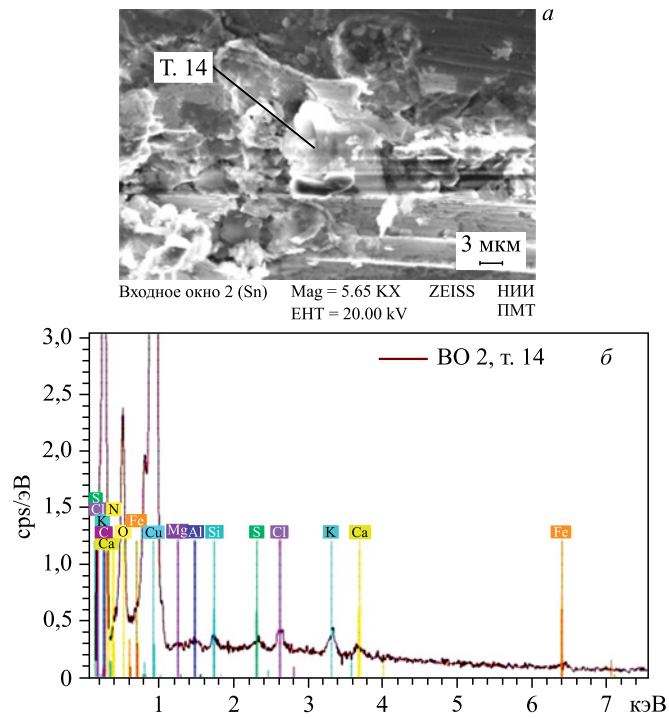 а
Т. 14
3 мкм
Входное окно 2 (Sn) Mag = 5.65 KX ZEISS НИИ
EHT = 20.00 kV ПМТ
3,0
ВО 2, т. 14 б
2,0
cps/эВ
S
Cl N
1,5
K Fe
C O Cu Mg Al Si S Cl K Ca Fe
Ca
1,0
0,5
0
1 2 3 4 5 6 7 кэВ